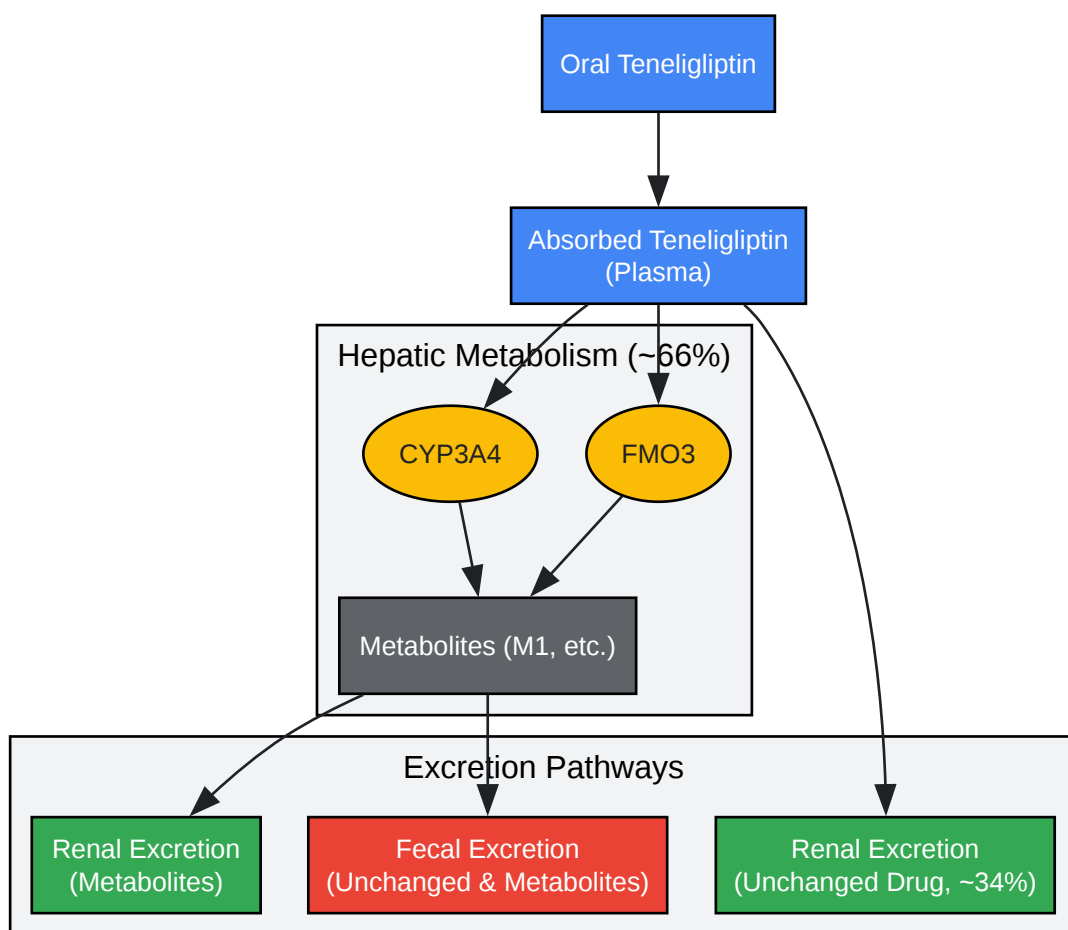 Oral Teneligliptin
Absorbed Teneligliptin
(Plasma)
Hepatic Metabolism (~66%)
CYP3A4
FMO3
Metabolites (M1, etc.)
Excretion Pathways
Renal Excretion
(Metabolites)
Fecal Excretion
(Unchanged & Metabolites)
Renal Excretion
(Unchanged Drug, ~34%)